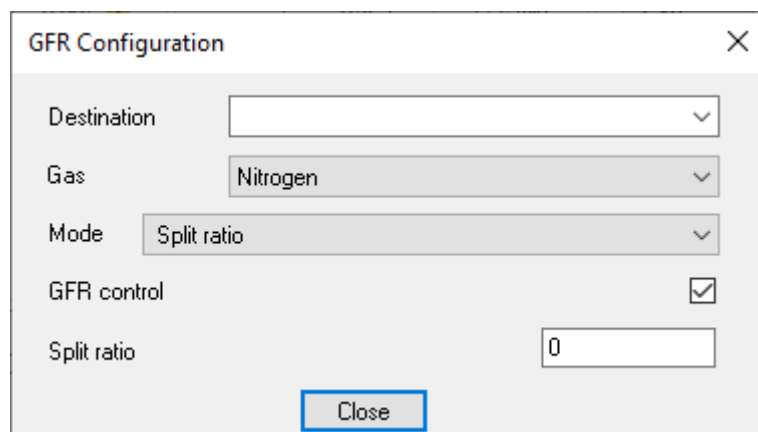 GFR Configuration
Destination
Gas Nitrogen
Mode Split ratio
GFR control
Split ratio 0
Close